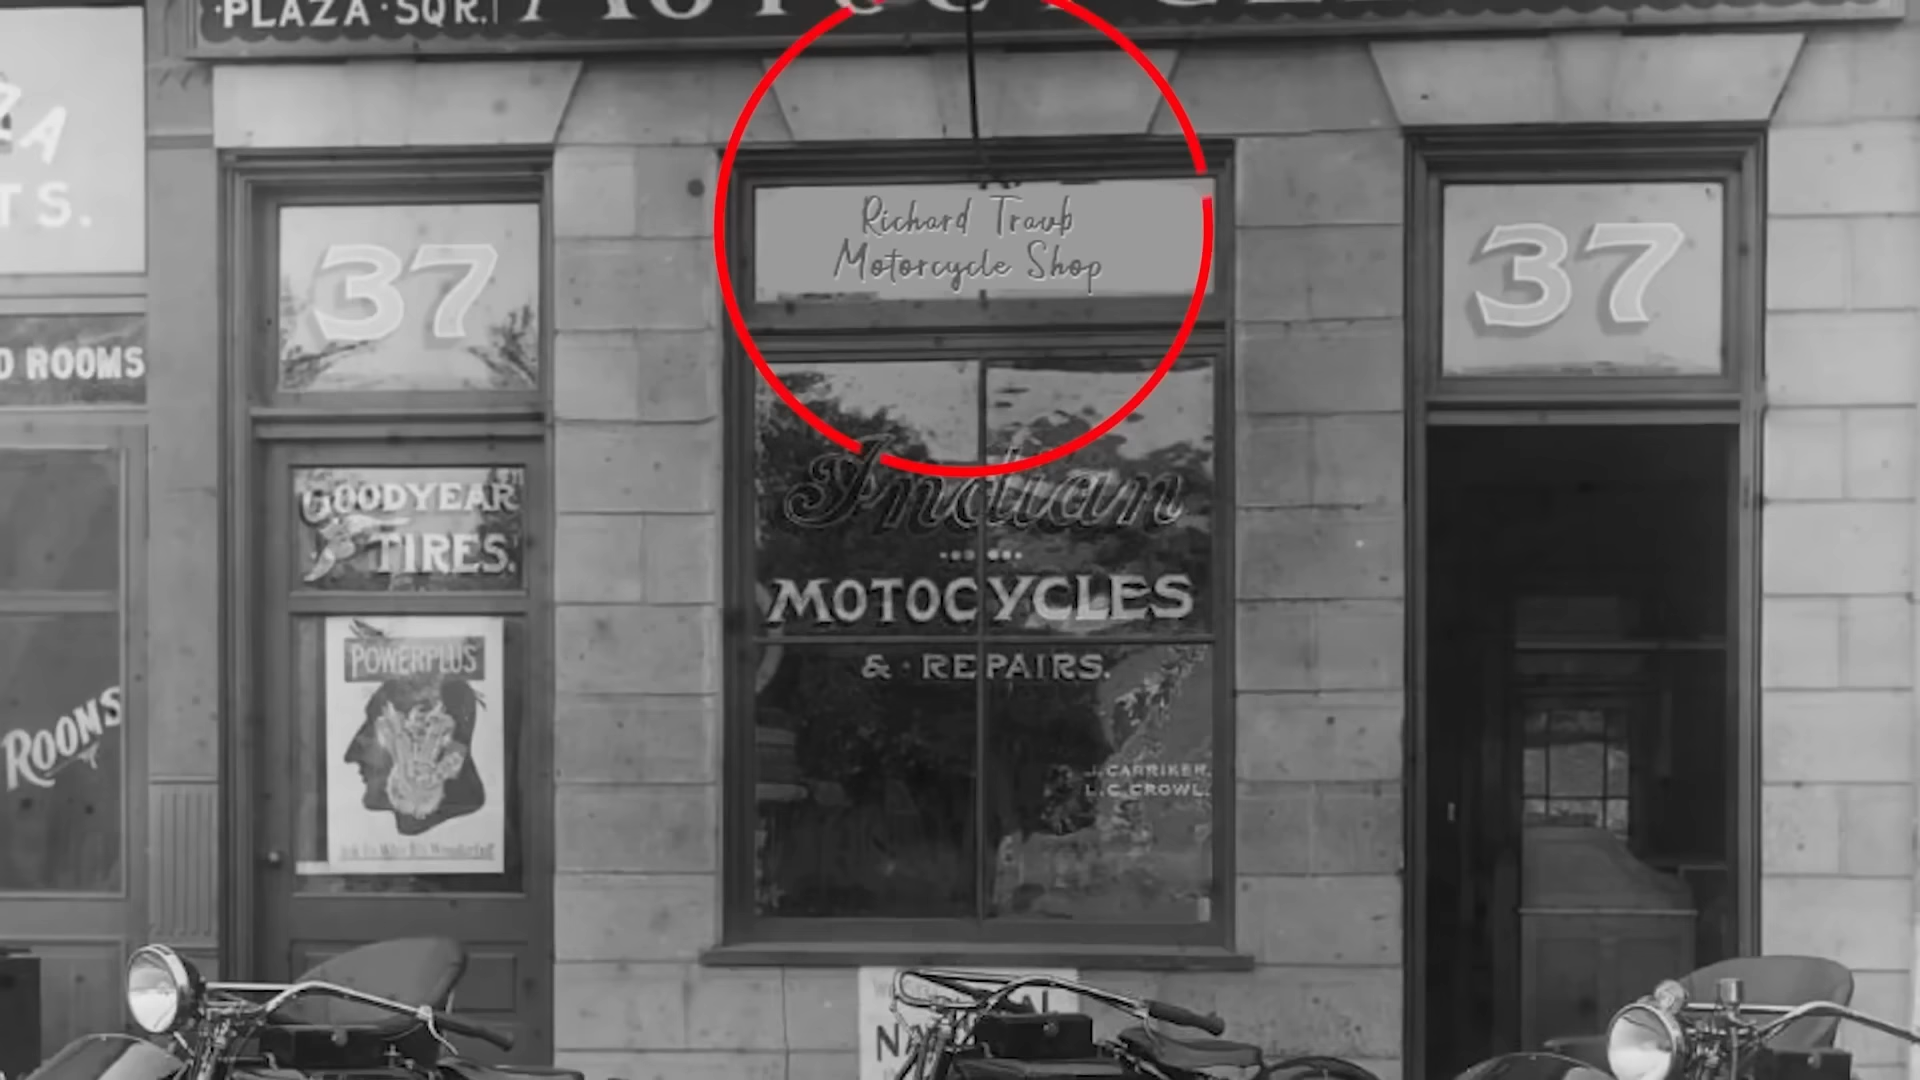 ·PLAZA·SQR.
MOTOCYCLE
TS.
37
Richard Traub
Motorcycle Shop
37
ROOMS
GOODYEAR
TIRES.
Indian
MOTOCYCLES
& · REPAIRS.
POWERPLUS
ROOMS
J. CARRIKER.
L.C. CROWL.